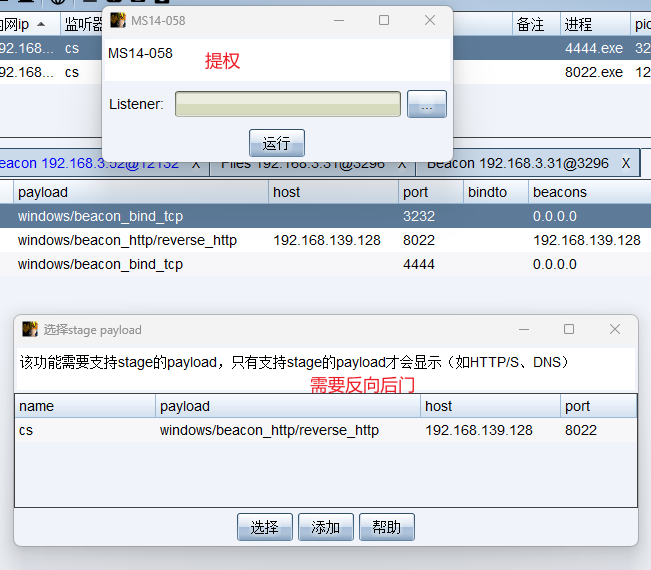 网ip 监听器 备注 进程 pid
92.168... cs 4444.exe 32
92.168... cs 8022.exe 12
MS14-058
MS14-058
提权
Listener: ...
运行
eacon 192.168.3.52@12132 X Files 192.168.3.31@3296 X Beacon 192.168.3.31@3296 X
payload host port bindto beacons
windows/beacon_bind_tcp 3232 0.0.0.0
windows/beacon_http/reverse_http 192.168.139.128 8022 192.168.139.128
windows/beacon_bind_tcp 4444 0.0.0.0
选择stage payload
该功能需要支持stage的payload，只有支持stage的payload才会显示（如HTTP/S、DNS）
需要反向后门
name payload host port
cs windows/beacon_http/reverse_http 192.168.139.128 8022
选择 添加 帮助